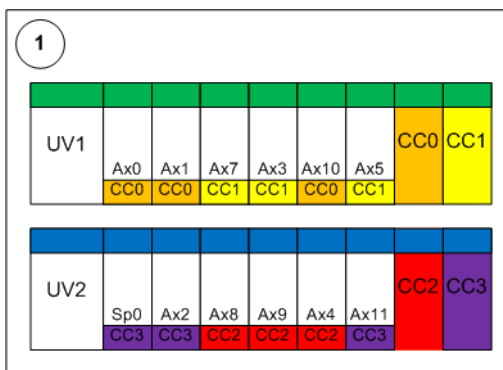 1
UV1 Ax0 Ax1 Ax7 Ax3 Ax10 Ax5 CC0 CC1
CC0 CC0 CC1 CC1 CC0 CC1
UV2 Sp0 Ax2 Ax8 Ax9 Ax4 Ax11 CC2 CC3
CC3 CC3 CC2 CC2 CC2 CC3